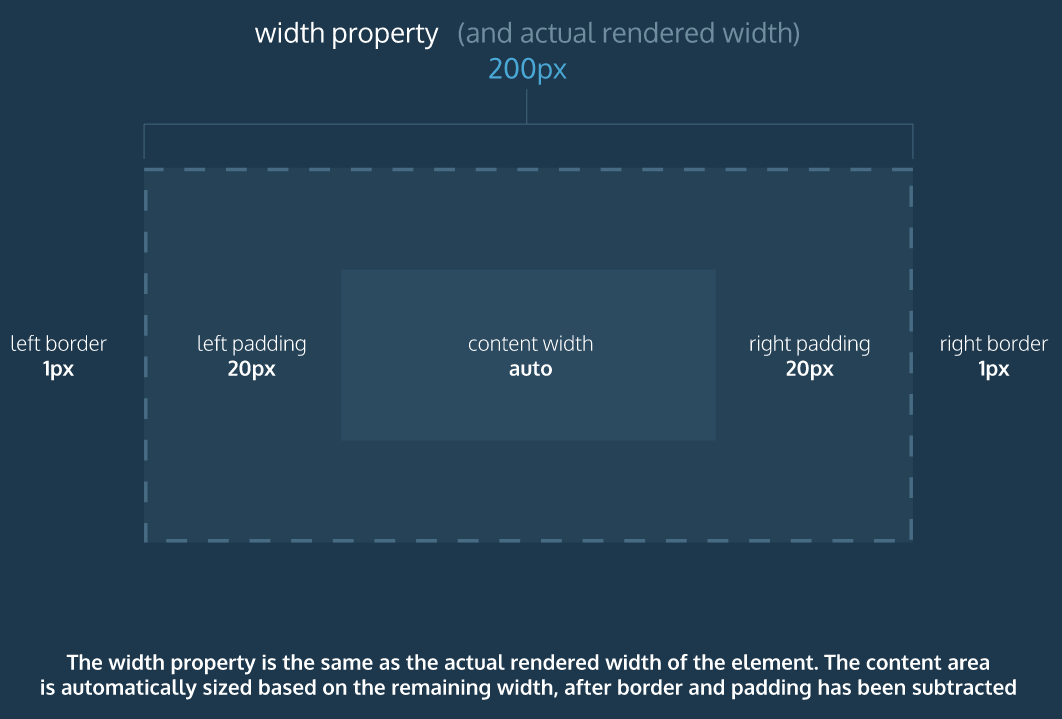 width property (and actual rendered width)
200px
left border
1px
left padding
20px
content width
auto
right padding
20px
right border
1px
The width property is the same as the actual rendered width of the element. The content area
is automatically sized based on the remaining width, after border and padding has been subtracted